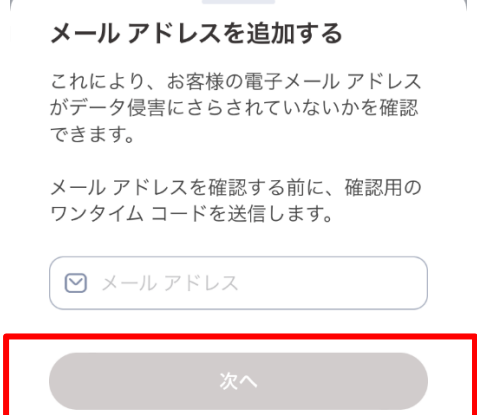 メール アドレスを追加する
これにより、お客様の電子メール アドレス
がデータ侵害にさらされていないかを確認
できます。
メール アドレスを確認する前に、確認用の
ワンタイム コードを送信します。
メール アドレス
次へ